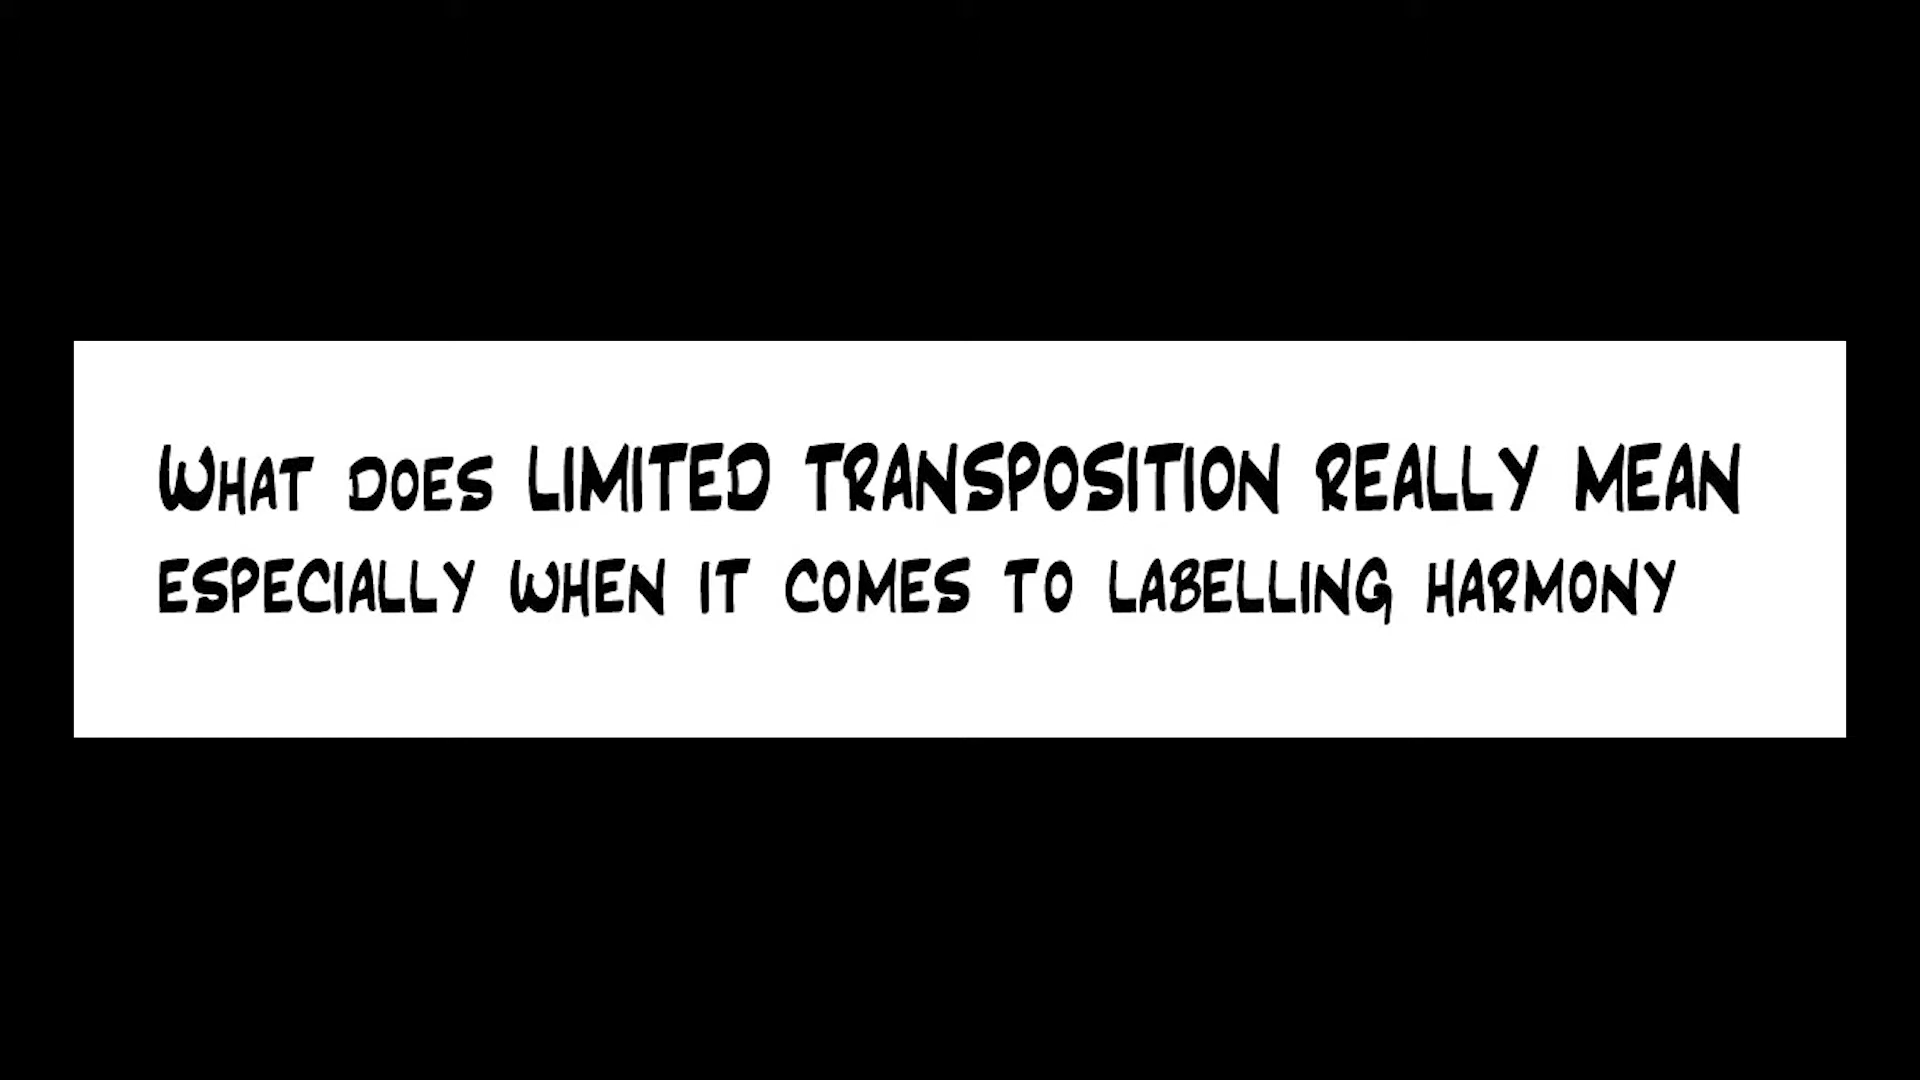 What does LIMITED TRANSPOSITION REALLY MEAN
ESPECIALLY WHEN IT COMES TO LABELLING HARMONY